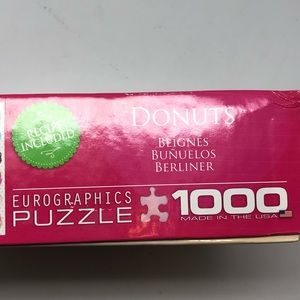 RECIPE
INCLUDED
DONUTS
BEIGNES
BUÑUELOS
BERLINER
EUROGRAPHICS
PUZZLE
1000
MADE IN THE USA